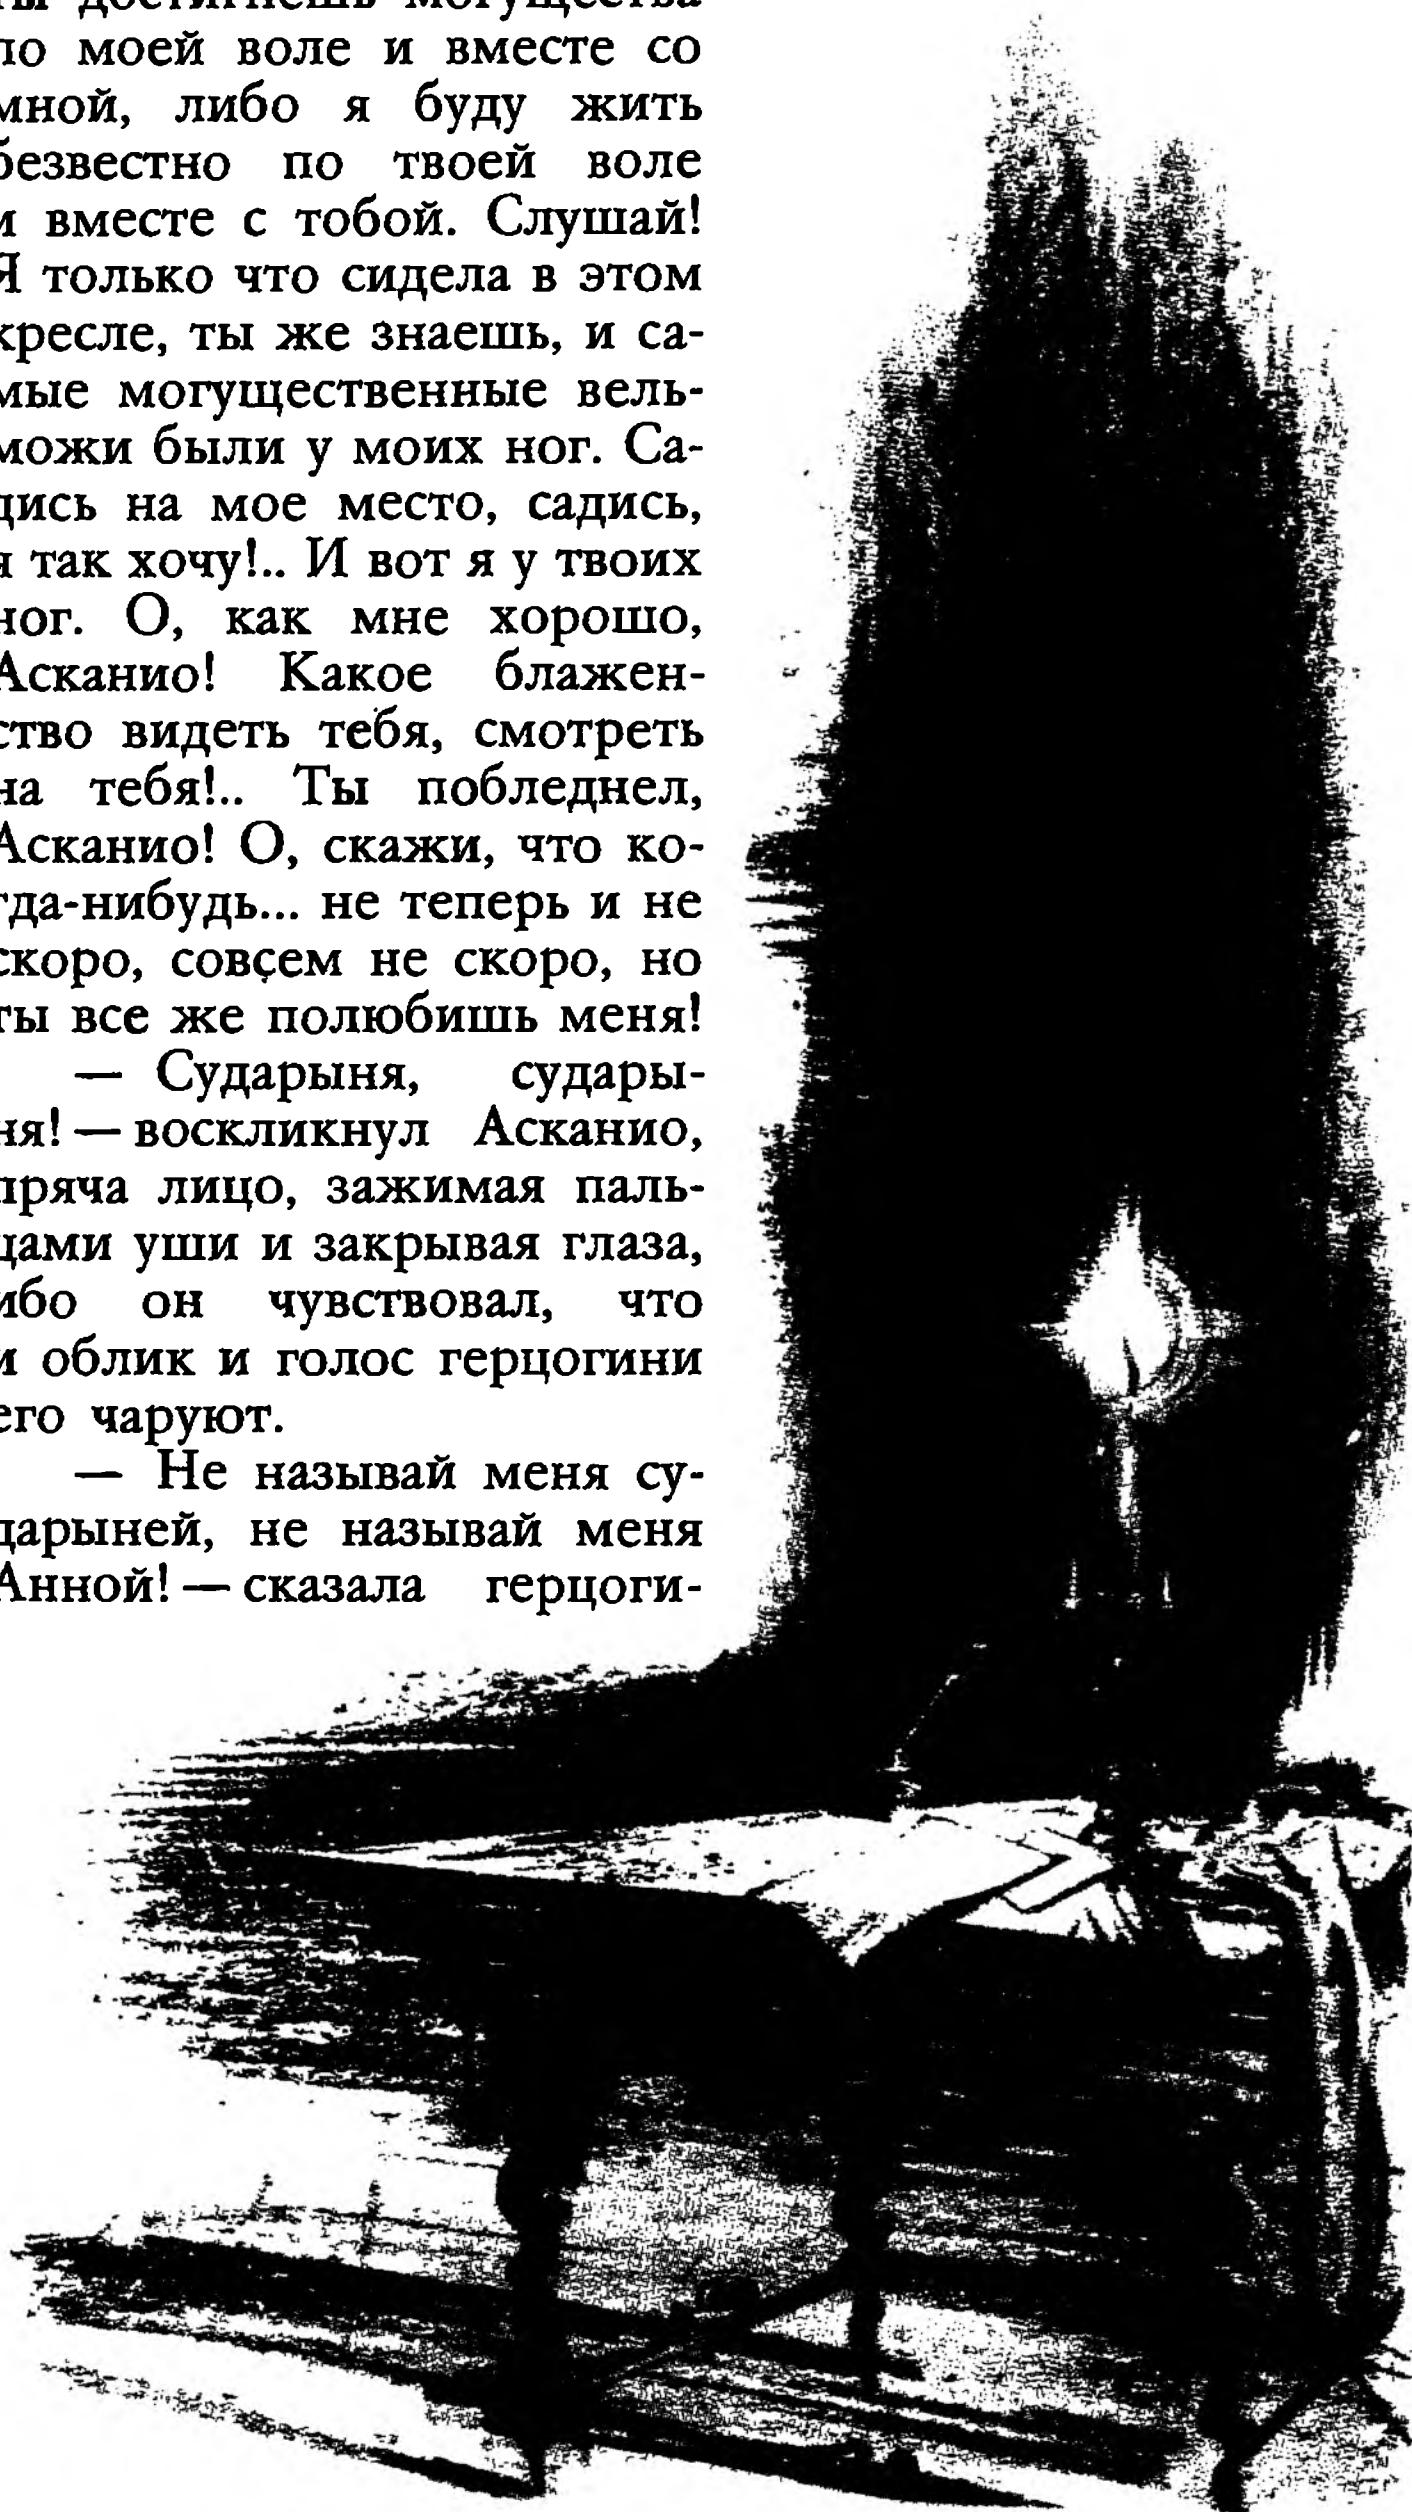 ты достигнешь могущества
по моей воле и вместе со
мной, либо я буду жить
безвестно по твоей воле
и вместе с тобой. Слушай!
Я только что сидела в этом
кресле, ты же знаешь, и са-
мые могущественные вель-
можи были у моих ног. Са-
дись на мое место, садись,
я так хочу!.. И вот я у твоих
ног. О, как мне хорошо,
Асканио! Какое блажен-
ство видеть тебя, смотреть
на тебя!.. Ты побледнел,
Асканио! О, скажи, что ко-
гда-нибудь... не теперь и не
скоро, совсем не скоро, но
ты все же полюбишь меня!
— Сударыня, судары-
ня! — воскликнул Асканио,
пряча лицо, зажимая паль-
цами уши и закрывая глаза,
ибо он чувствовал, что
и облик и голос герцогини
его чаруют.
— Не называй меня су-
дарыней, не называй меня
Анной! — сказала герцоги-